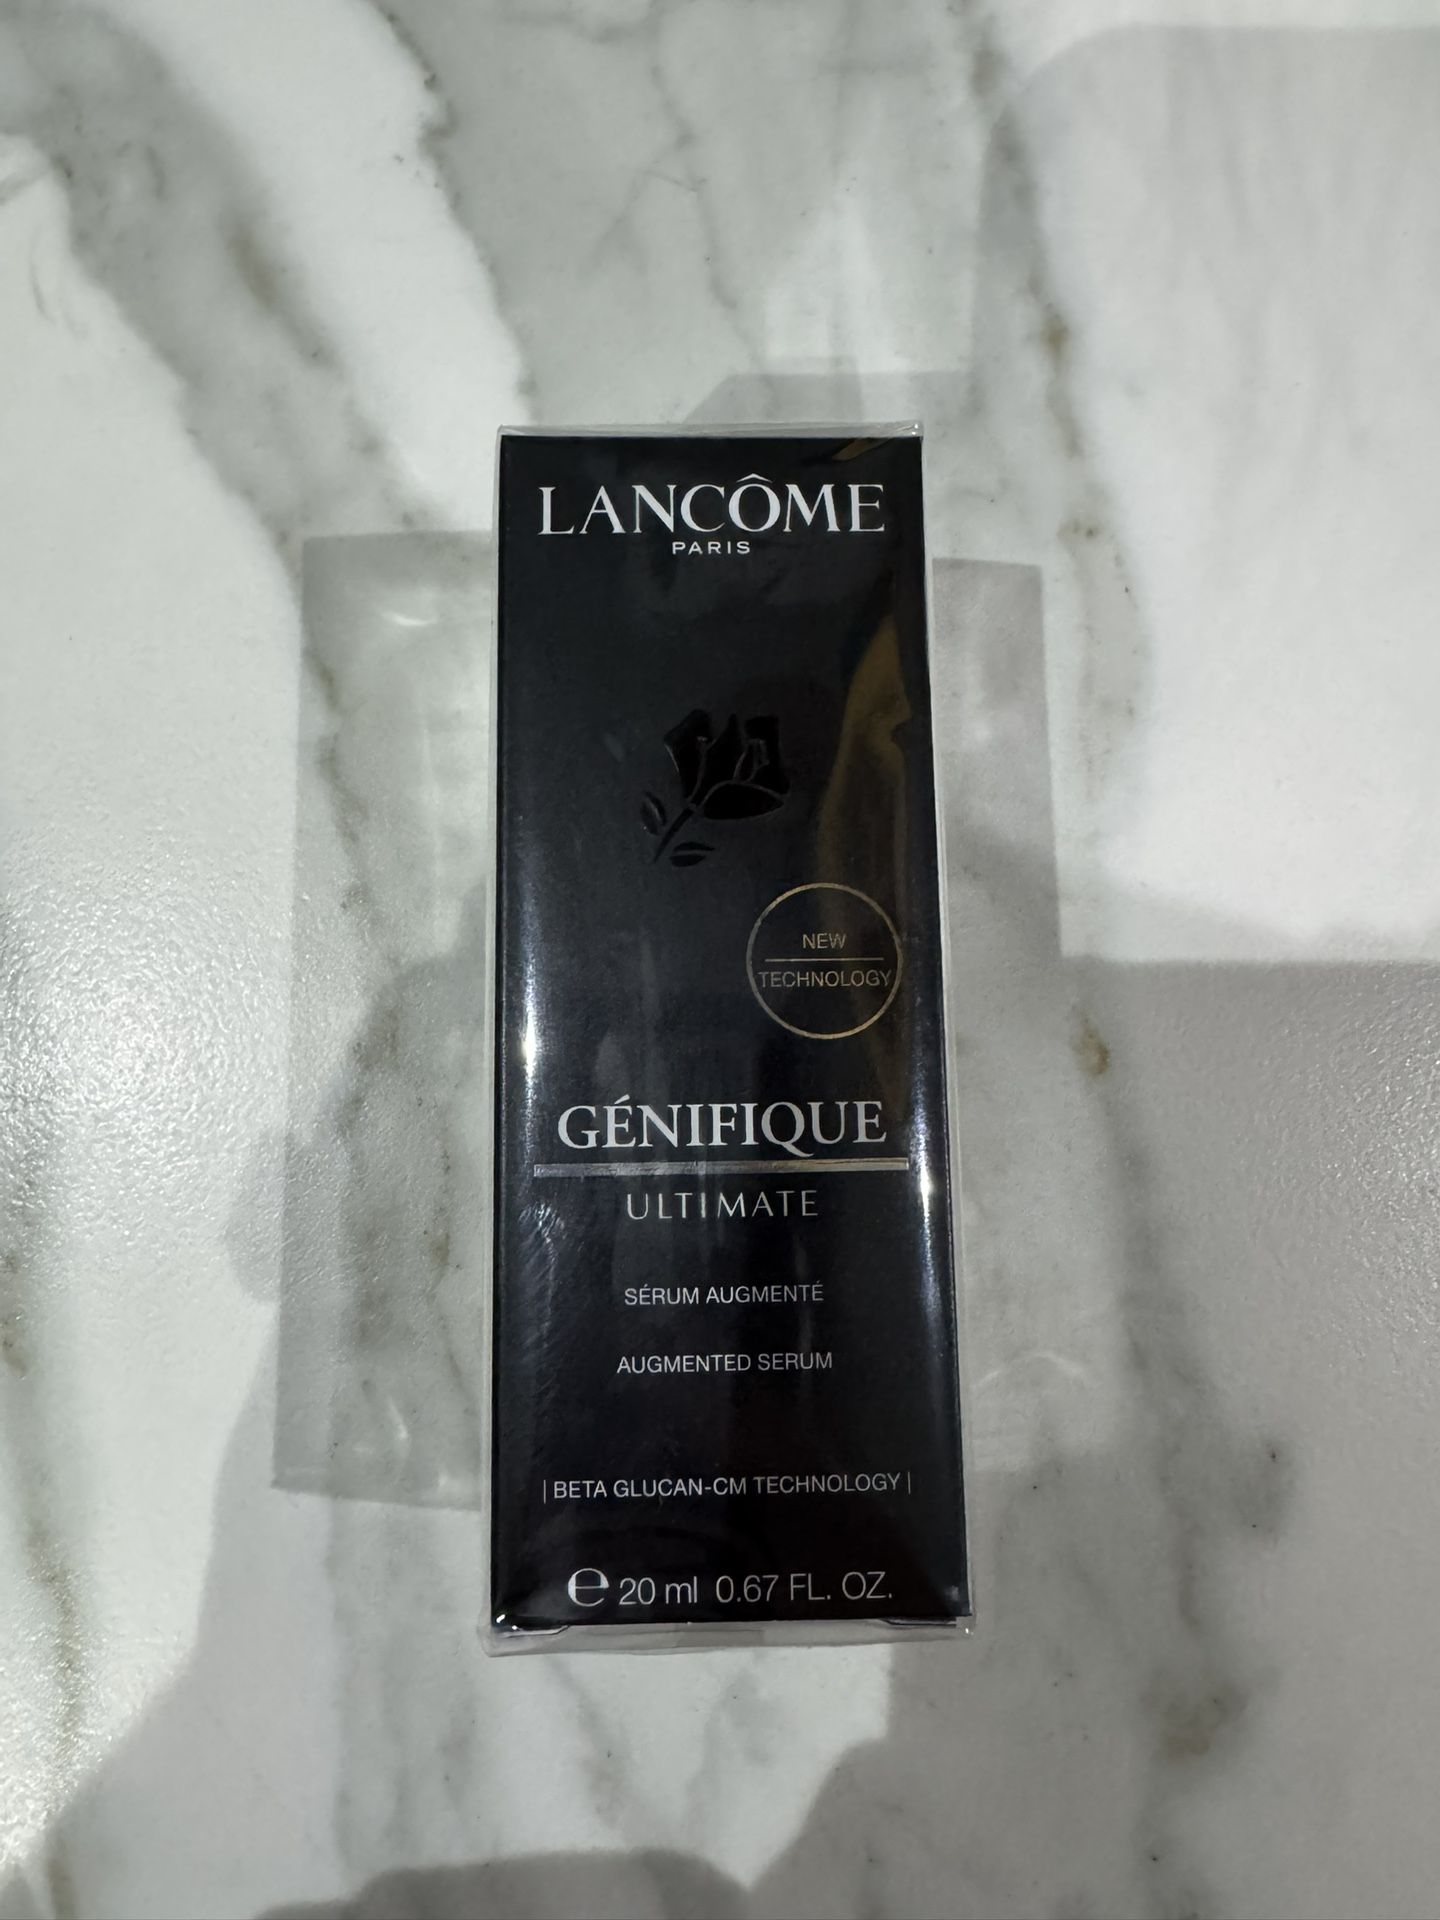 LANCÔME
PARIS
NEW
TECHNOLOGY
GÉNIFIQUE
ULTIMATE
SÉRUM AUGMENTÉ
AUGMENTED SERUM
| BETA GLUCAN-CM TECHNOLOGY |
℮ 20 ml 0.67 FL. OZ.